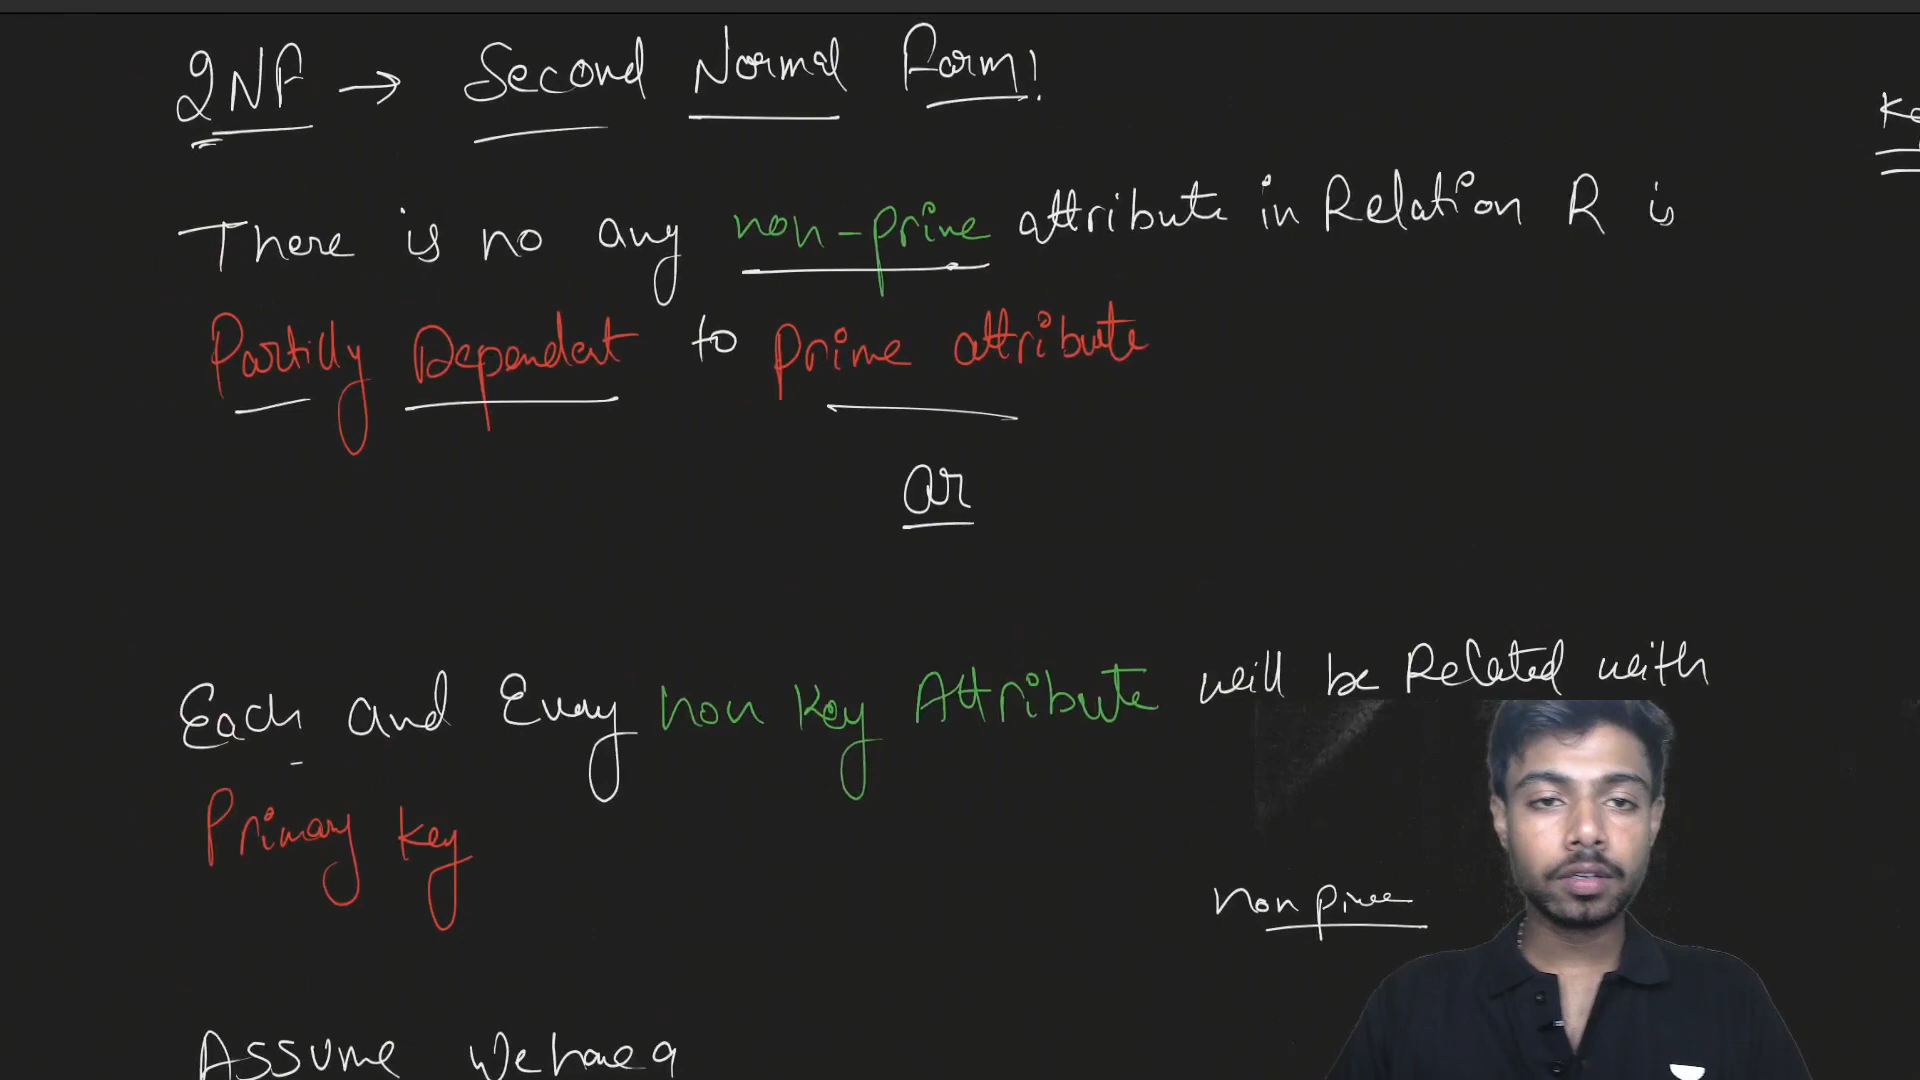 2NF → Second Normal Form!
There is no any non-prime attribute in Relation R is
Partilly Dependent to Prime attribute
or
Each and Every non key Attribute will be Related with
Primary key
non prime
Assume We have a